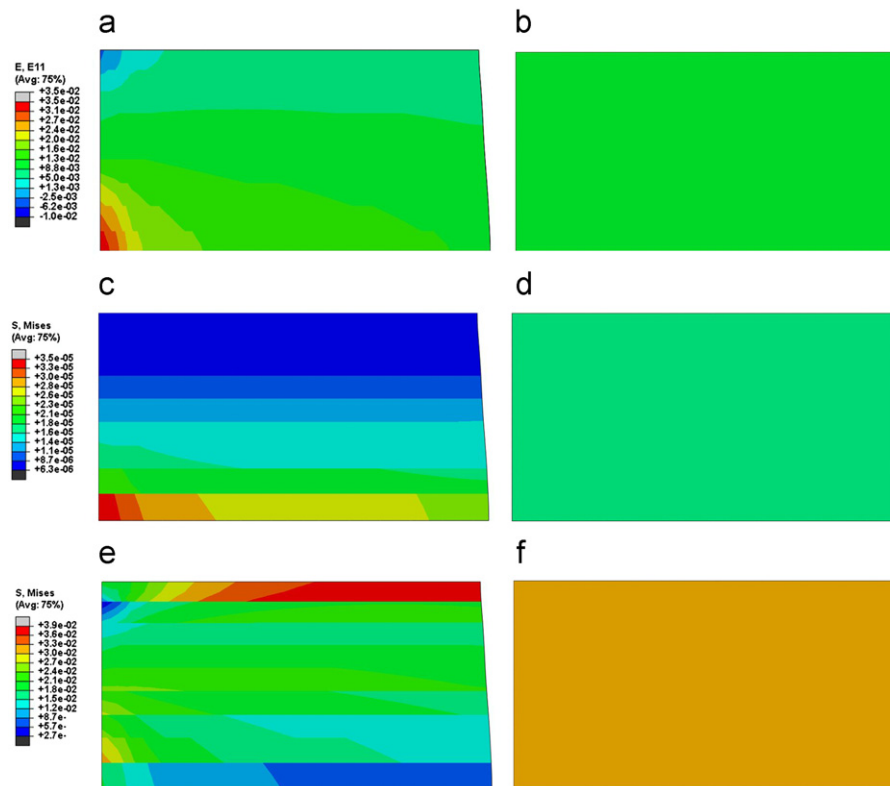 a
b
E, E11
(Avg: 75%)
+3.5e-02
+3.5e-02
+3.1e-02
+2.7e-02
+2.4e-02
+2.0e-02
+1.6e-02
+1.3e-02
+8.8e-03
+5.0e-03
+1.3e-03
-2.5e-03
-6.2e-03
-1.0e-02
c
d
S, Mises
(Avg: 75%)
+3.5e-05
+3.3e-05
+3.0e-05
+2.8e-05
+2.6e-05
+2.3e-05
+2.1e-05
+1.8e-05
+1.6e-05
+1.4e-05
+1.1e-05
+8.7e-06
+6.3e-06
e
f
S, Mises
(Avg: 75%)
+3.9e-02
+3.6e-02
+3.3e-02
+3.0e-02
+2.7e-02
+2.4e-02
+2.1e-02
+1.8e-02
+1.5e-02
+1.2e-02
+8.7e-
+5.7e-
+2.7e-